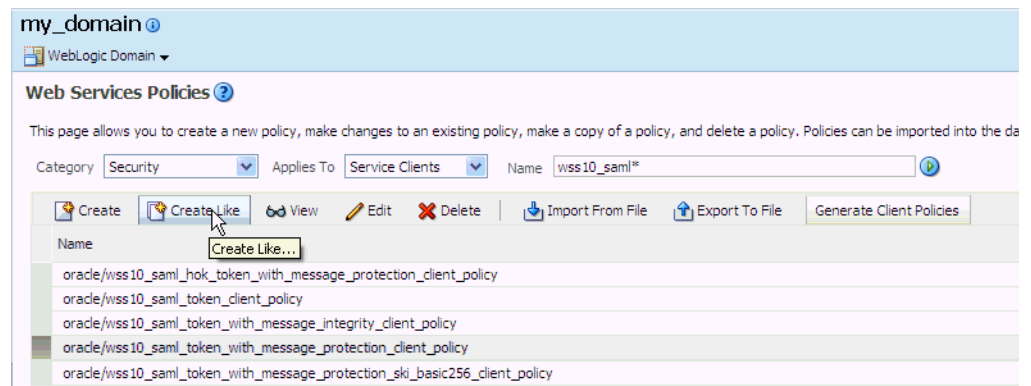 my_domain
WebLogic Domain
Web Services Policies
This page allows you to create a new policy, make changes to an existing policy, make a copy of a policy, and delete a policy. Policies can be imported into the da
Category Security Applies To Service Clients Name wss10_saml*
Create Create Like View Edit Delete Import From File Export To File Generate Client Policies
Name Create Like...
oracle/wss10_saml_hok_token_with_message_protection_client_policy
oracle/wss10_saml_token_client_policy
oracle/wss10_saml_token_with_message_integrity_client_policy
oracle/wss10_saml_token_with_message_protection_client_policy
oracle/wss10_saml_token_with_message_protection_ski_basic256_client_policy